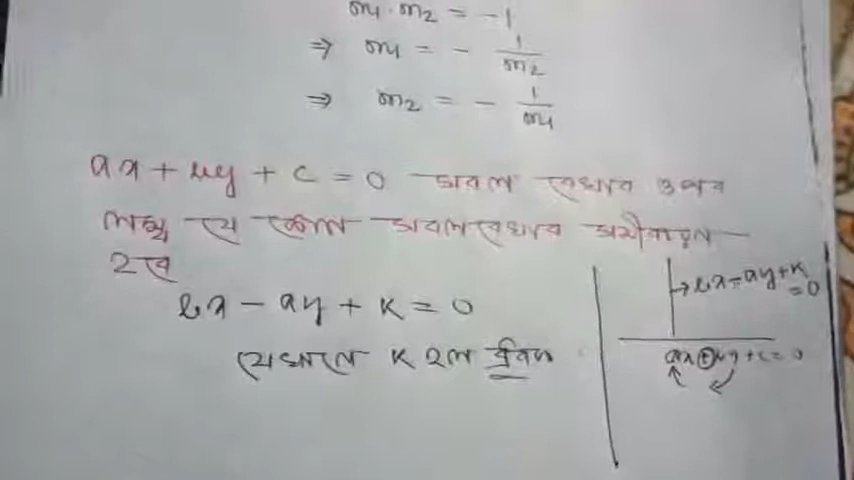 m₁ . m₂ = -1
⇒ m₁ = - 1/m₂
⇒ m₂ = - 1/m₁
ax + by + c = 0 সরল রেখার ওপর
লম্ব যে কোন সরলরেখার সমীকরণ
হবে
bx - ay + k = 0
যেখানে k হল ধ্রুবক
bx - ay + k = 0
ax + by + c = 0